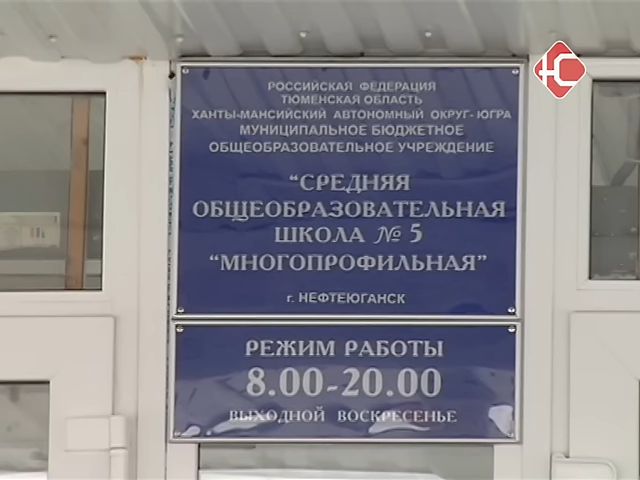 РОССИЙСКАЯ ФЕДЕРАЦИЯ
ТЮМЕНСКАЯ ОБЛАСТЬ
ХАНТЫ-МАНСИЙСКИЙ АВТОНОМНЫЙ ОКРУГ-ЮГРА
МУНИЦИПАЛЬНОЕ БЮДЖЕТНОЕ
ОБЩЕОБРАЗОВАТЕЛЬНОЕ УЧРЕЖДЕНИЕ
"СРЕДНЯЯ
ОБЩЕОБРАЗОВАТЕЛЬНАЯ
ШКОЛА № 5
"МНОГОПРОФИЛЬНАЯ"
г. НЕФТЕЮГАНСК
РЕЖИМ РАБОТЫ
8.00-20.00
ВЫХОДНОЙ ВОСКРЕСЕНЬЕ
ЮС